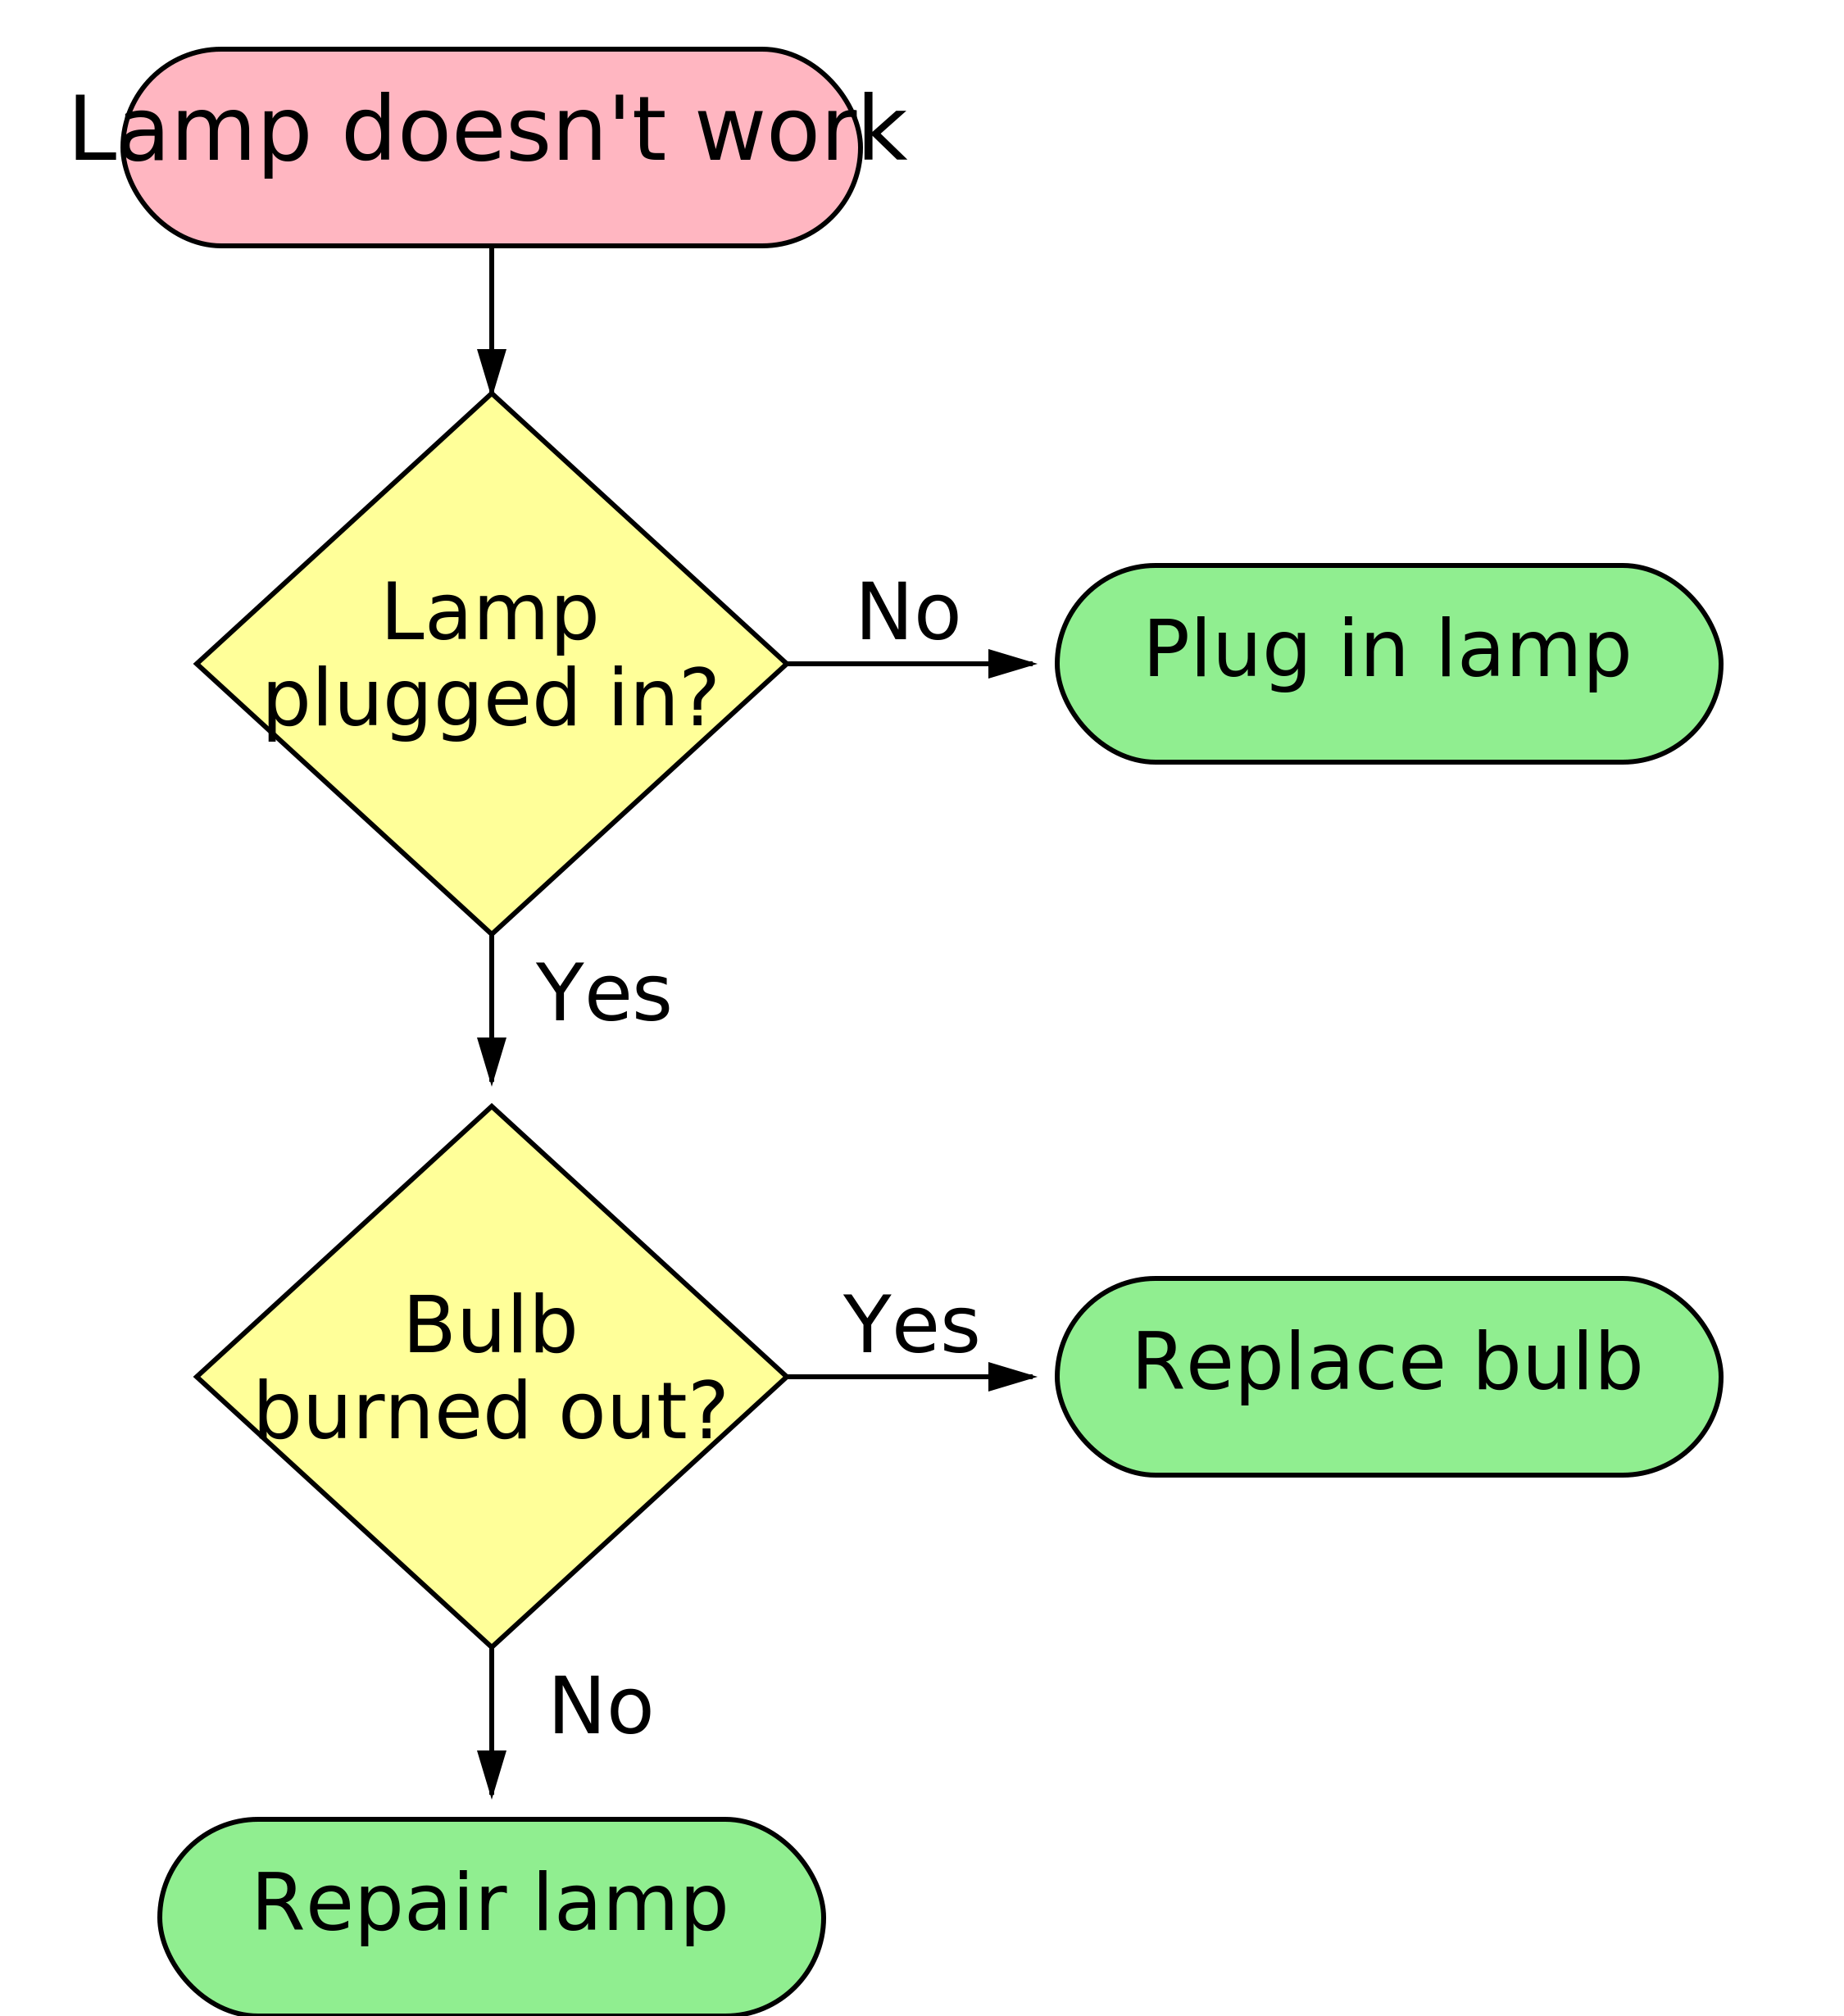 Lamp doesn't work
Lamp
plugged in?
No
Plug in lamp
Yes
Bulb
burned out?
Yes
Replace bulb
No
Repair lamp